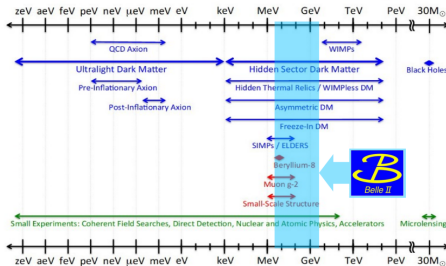 zeV aeV feV peV neV μeV meV eV keV MeV GeV TeV PeV 30M☉
QCD Axion WIMPs
Ultralight Dark Matter Hidden Sector Dark Matter Black Holes
Pre-Inflationary Axion Hidden Thermal Relics / WIMPless DM
Post-Inflationary Axion Asymmetric DM
Freeze-In DM
SIMPs / ELDERS
Beryllium-8
Muon g-2
Small-Scale Structure
B
Belle II
Small Experiments: Coherent Field Searches, Direct Detection, Nuclear and Atomic Physics, Accelerators Microlensing
zeV aeV feV peV neV μeV meV eV keV MeV GeV TeV PeV 30M☉